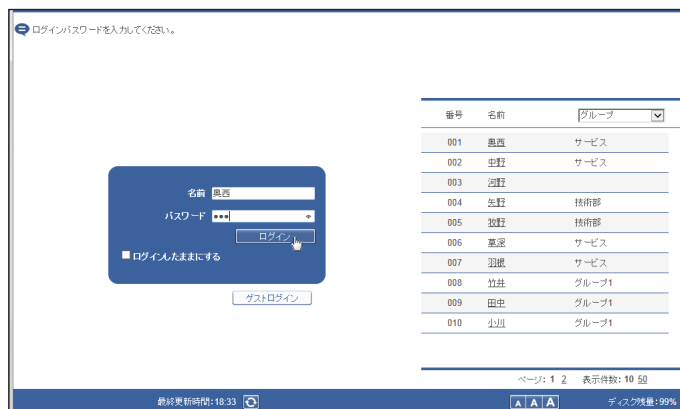 ログインパスワードを入力してください。
名前 奥西
パスワード •••
ログイン
ログインしたままにする
ゲストログイン
番号 名前 グループ
001 奥西 サービス
002 中野 サービス
003 河野
004 矢野 技術部
005 牧野 技術部
006 草深 サービス
007 羽根 サービス
008 竹井 グループ1
009 田中 グループ1
010 小川 グループ1
ページ: 1 2 表示件数: 10 50
最終更新時間:18:33
A A A
ディスク残量:99%